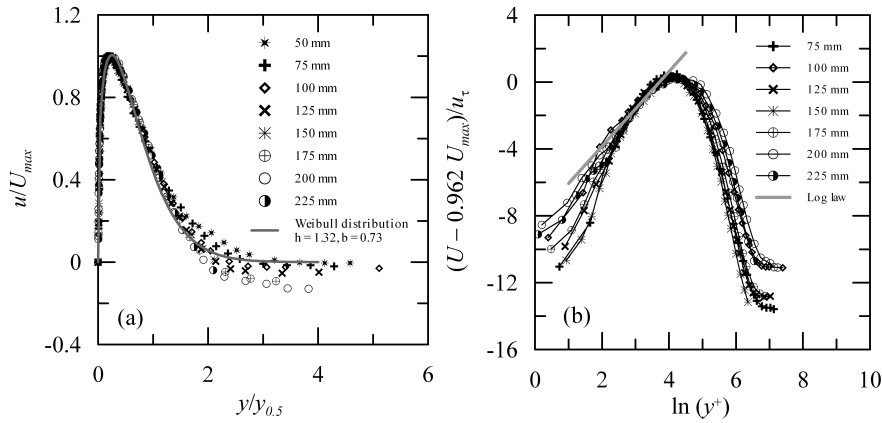 1.2
0.8
0.4
0
-0.4
u/Umax
0 2 4 6
y/y0.5
50 mm
75 mm
100 mm
125 mm
150 mm
175 mm
200 mm
225 mm
Weibull distribution
h = 1.32, b = 0.73
(a)
4
0
-4
-8
-12
-16
(U – 0.962 Umax)/uτ
0 2 4 6 8 10
ln (y+)
75 mm
100 mm
125 mm
150 mm
175 mm
200 mm
225 mm
Log law
(b)